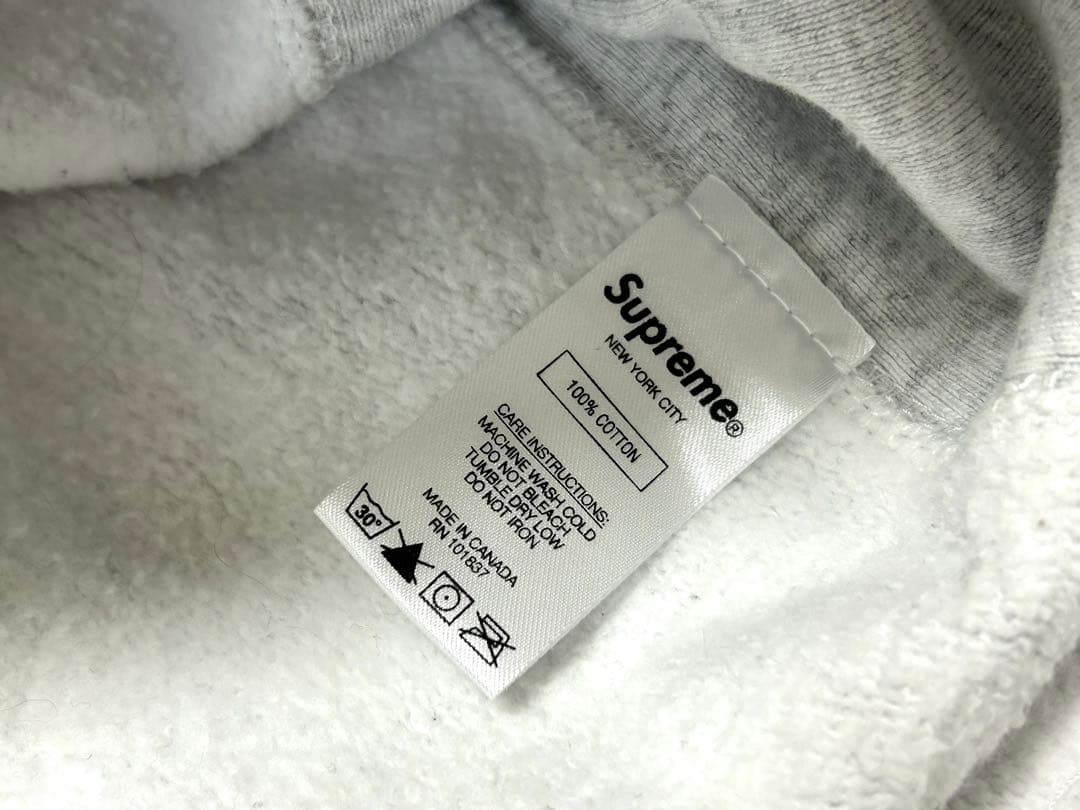 Supreme®
NEW YORK CITY
100% COTTON
CARE INSTRUCTIONS:
MACHINE WASH COLD
DO NOT BLEACH
TUMBLE DRY LOW
DO NOT IRON
MADE IN CANADA
RN 101837
30°